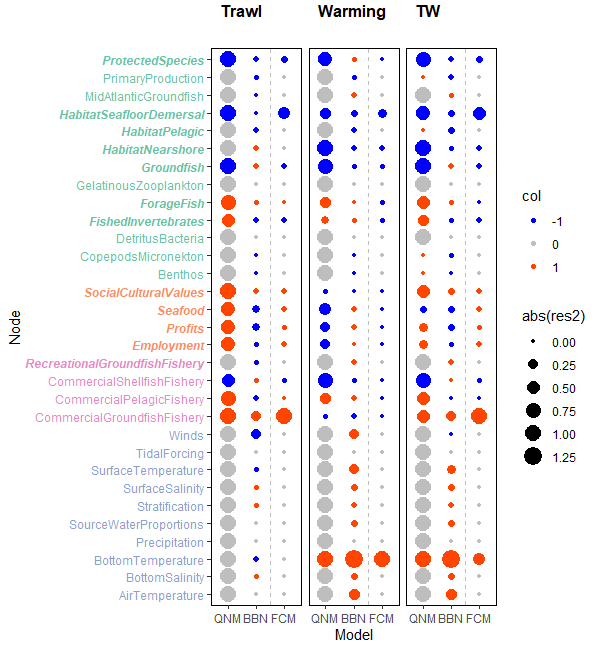 Trawl Warming TW
ProtectedSpecies
PrimaryProduction
MidAtlanticGroundfish
HabitatSeafloorDemersal
HabitatPelagic
HabitatNearshore
Groundfish
GelatinousZooplankton
ForageFish
FishedInvertebrates
DetritusBacteria
CopepodsMicronekton
Benthos
SocialCulturalValues
Seafood
Profits
Employment
RecreationalGroundfishFishery
CommercialShellfishFishery
CommercialPelagicFishery
CommercialGroundfishFishery
Winds
TidalForcing
SurfaceTemperature
SurfaceSalinity
Stratification
SourceWaterProportions
Precipitation
BottomTemperature
BottomSalinity
AirTemperature
Node
QNM BBN FCM QNM BBN FCM QNM BBN FCM
Model
col
-1
0
1
abs(res2)
0.00
0.25
0.50
0.75
1.00
1.25